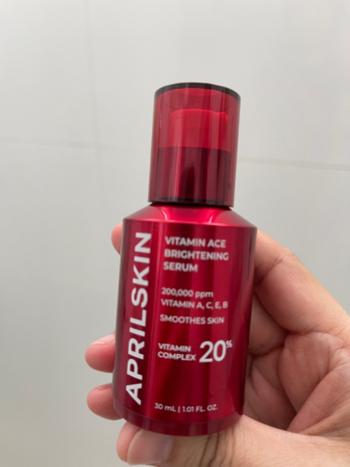 APRILSKIN
VITAMIN ACE
BRIGHTENING
SERUM
200,000 ppm
VITAMIN A, C, E, B
SMOOTHES SKIN
VITAMIN
COMPLEX 20%
30 mL | 1.01 FL. OZ.